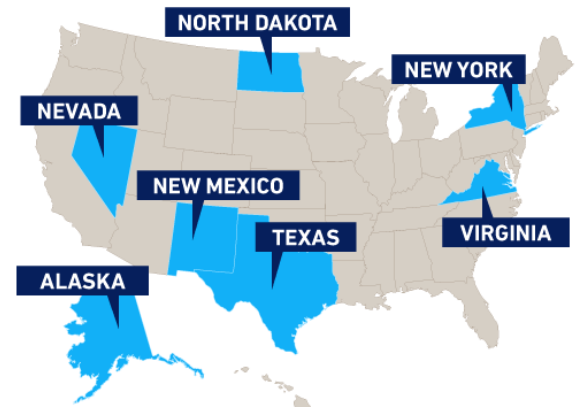 NORTH DAKOTA
NEW YORK
NEVADA
NEW MEXICO
TEXAS
VIRGINIA
ALASKA